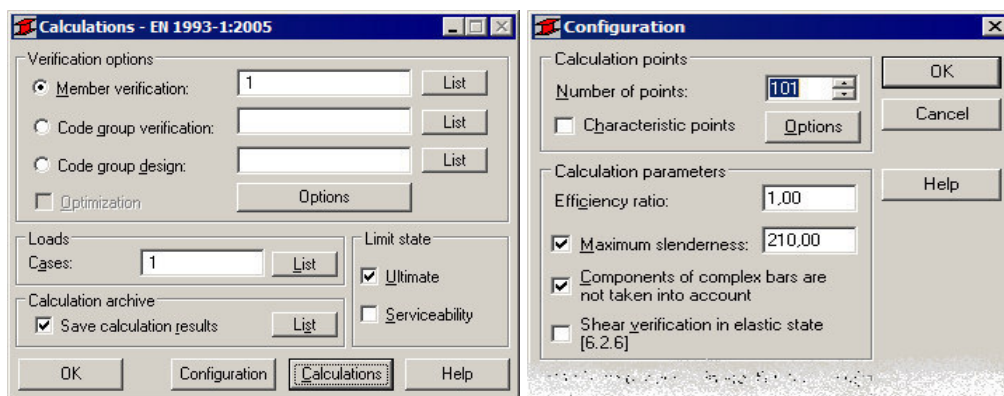 Calculations - EN 1993-1:2005
Verification options
Member verification: 1 List
Code group verification: List
Code group design: List
Optimization Options
Loads
Cases: 1 List
Limit state
Ultimate
Serviceability
Calculation archive
Save calculation results List
OK Configuration Calculations Help
Configuration
Calculation points
Number of points: 101
Characteristic points Options
OK
Cancel
Help
Calculation parameters
Efficiency ratio: 1,00
Maximum slenderness: 210,00
Components of complex bars are
not taken into account
Shear verification in elastic state
[6.2.6]